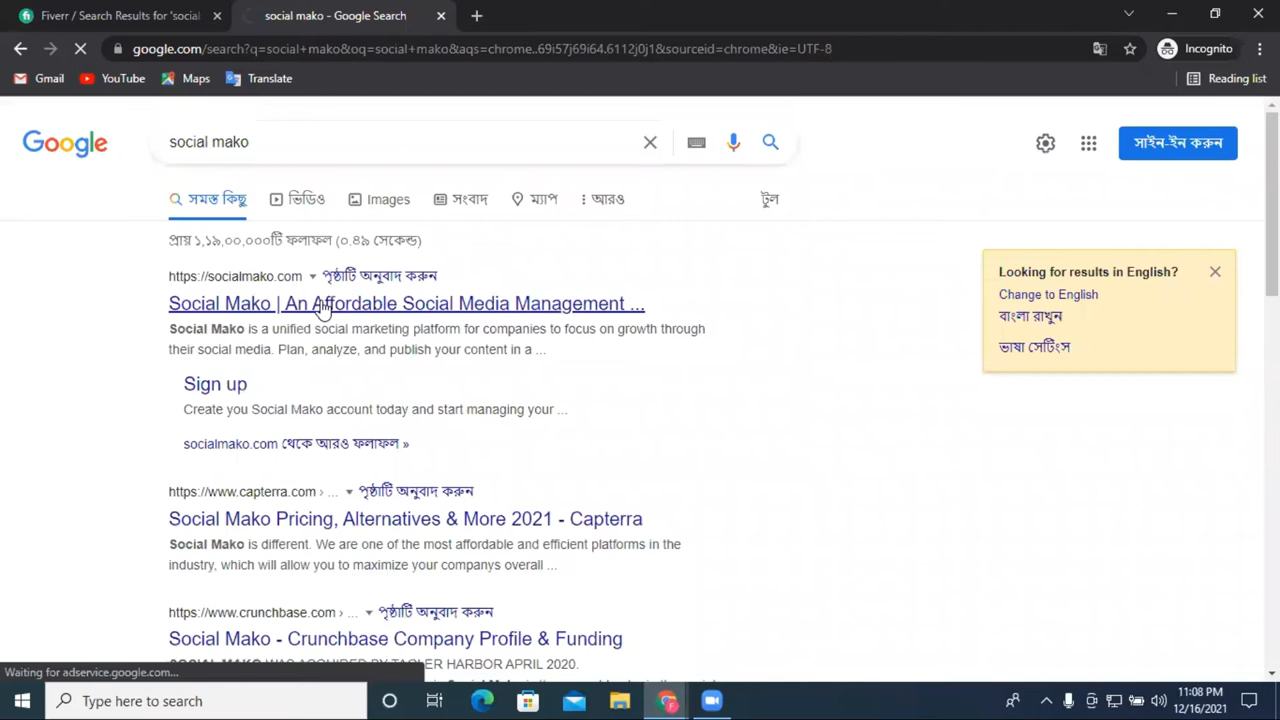 Fiverr / Search Results for 'social
social mako - Google Search
google.com/search?q=social+mako&oq=social+mako&aqs=chrome..69i57j69i64.6112j0j1&sourceid=chrome&ie=UTF-8
Incognito
Gmail
YouTube
Maps
Translate
Reading list
Google
social mako
সাইন-ইন করুন
সমস্ত কিছু
ভিডিও
Images
সংবাদ
ম্যাপ
আরও
টুল
প্রায় ১,১৯,০০,০০০টি ফলাফল (০.৪৯ সেকেন্ড)
https://socialmako.com
পৃষ্ঠাটি অনুবাদ করুন
Social Mako | An Affordable Social Media Management ...
Social Mako is a unified social marketing platform for companies to focus on growth through
their social media. Plan, analyze, and publish your content in a ...
Sign up
Create you Social Mako account today and start managing your ...
socialmako.com থেকে আরও ফলাফল »
https://www.capterra.com › ...
পৃষ্ঠাটি অনুবাদ করুন
Social Mako Pricing, Alternatives & More 2021 - Capterra
Social Mako is different. We are one of the most affordable and efficient platforms in the
industry, which will allow you to maximize your companys overall ...
https://www.crunchbase.com › ...
পৃষ্ঠাটি অনুবাদ করুন
Social Mako - Crunchbase Company Profile & Funding
SOCIAL MAKO WAS ACQUIRED BY TAGLER HARBOR APRIL 2020.
Looking for results in English?
Change to English
বাংলা রাখুন
ভাষা সেটিংস
Waiting for adservice.google.com...
Type here to search
11:08 PM
12/16/2021